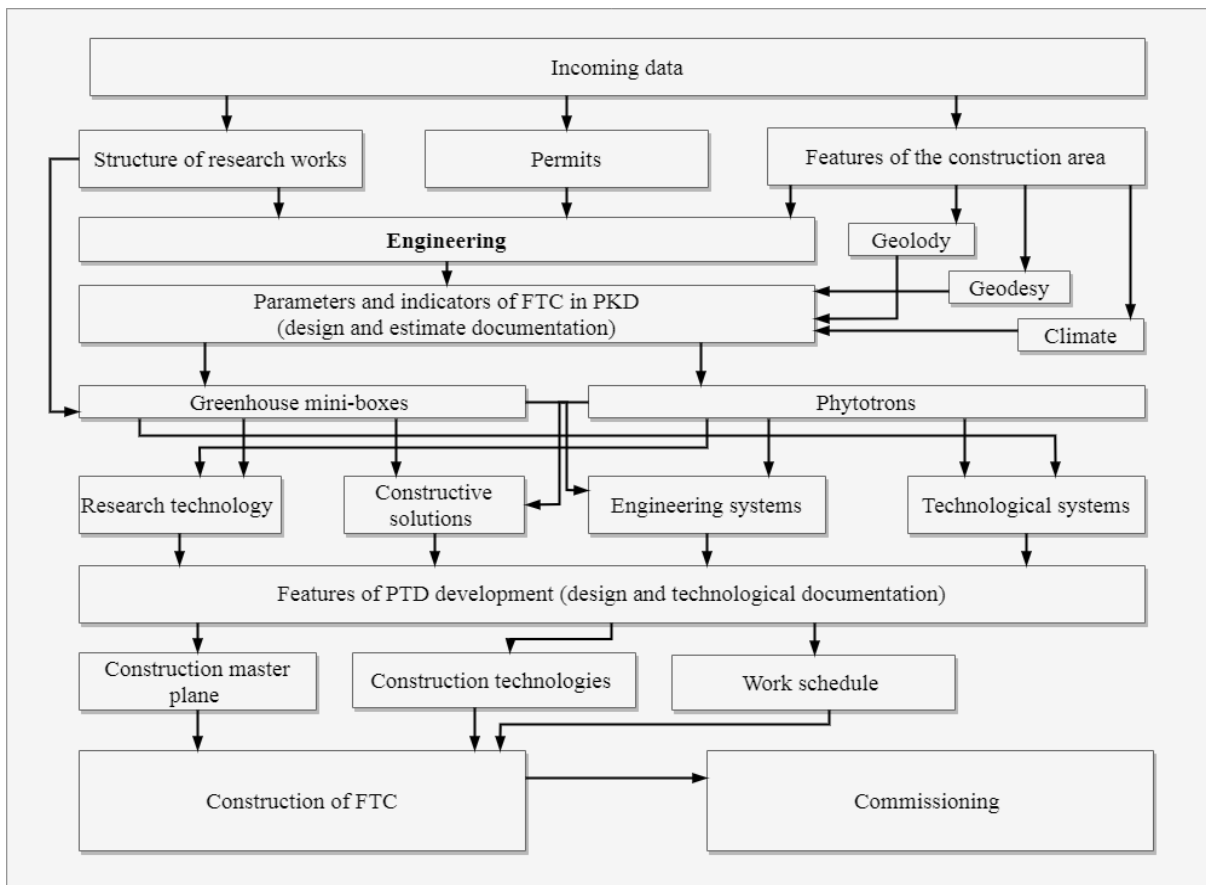 Incoming data
Structure of research works
Permits
Features of the construction area
Engineering
Geolody
Geodesy
Parameters and indicators of FTC in PKD
(design and estimate documentation)
Climate
Greenhouse mini-boxes
Phytotrons
Research technology
Constructive
solutions
Engineering systems
Technological systems
Features of PTD development (design and technological documentation)
Construction master
plane
Construction technologies
Work schedule
Construction of FTC
Commissioning